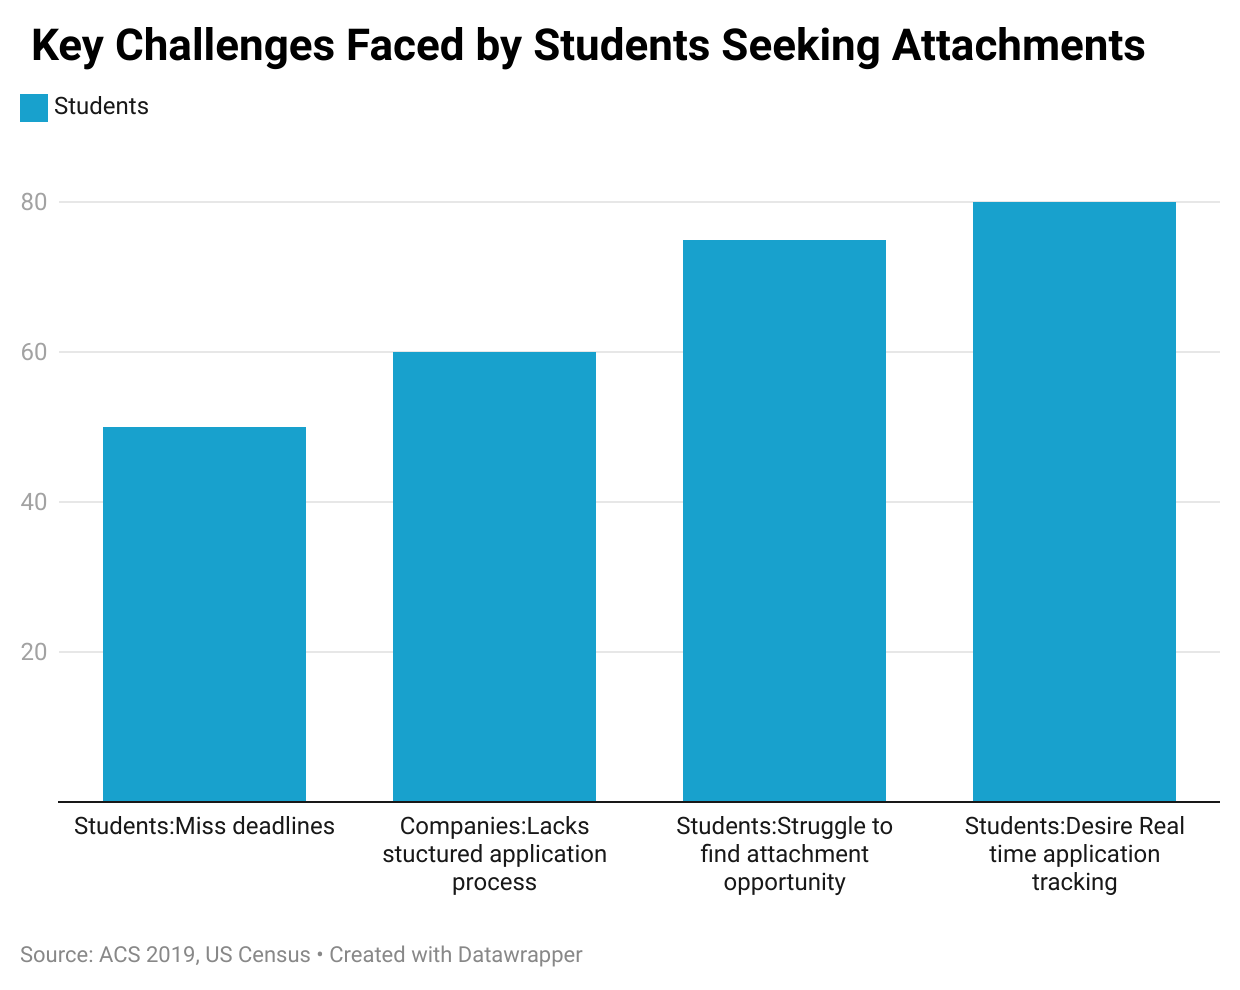 Key Challenges Faced by Students Seeking Attachments
Students
80
60
40
20
Students:Miss deadlines
Companies:Lacks
stuctured application
process
Students:Struggle to
find attachment
opportunity
Students:Desire Real
time application
tracking
Source: ACS 2019, US Census • Created with Datawrapper